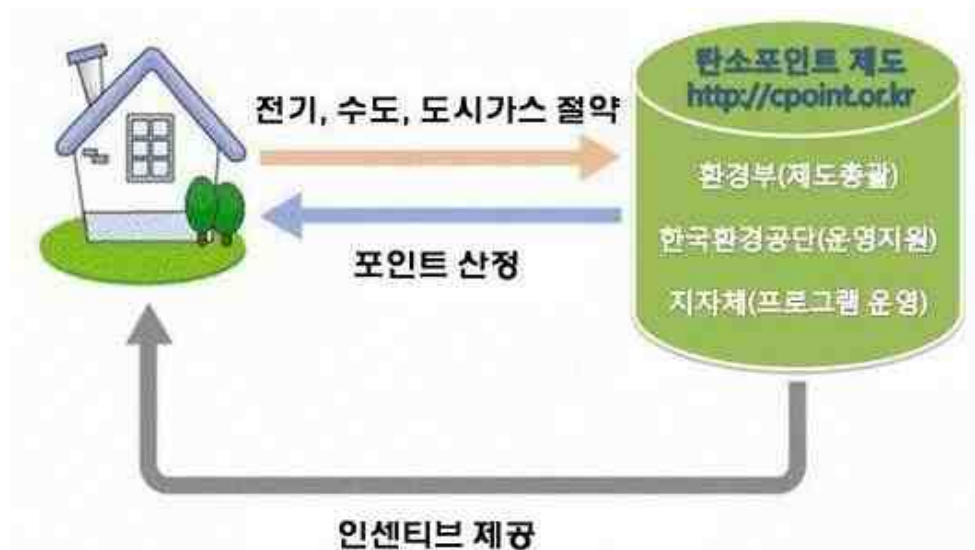 탄소포인트 제도
http://cpoint.or.kr
전기, 수도, 도시가스 절약
환경부(제도총괄)
한국환경공단(운영지원)
포인트 산정
지자체(프로그램 운영)
인센티브 제공